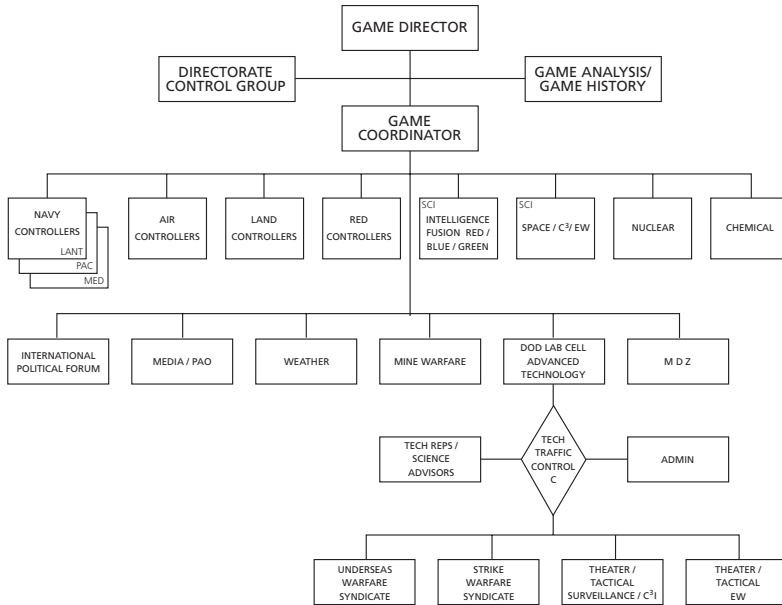 GAME DIRECTOR
DIRECTORATE
CONTROL GROUP
GAME ANALYSIS/
GAME HISTORY
GAME
COORDINATOR
NAVY
CONTROLLERS
LANT
PAC
MED
AIR
CONTROLLERS
LAND
CONTROLLERS
RED
CONTROLLERS
SCI
INTELLIGENCE
FUSION RED /
BLUE / GREEN
SCI
SPACE / C³/ EW
NUCLEAR
CHEMICAL
INTERNATIONAL
POLITICAL FORUM
MEDIA / PAO
WEATHER
MINE WARFARE
DOD LAB CELL
ADVANCED
TECHNOLOGY
M D Z
TECH REPS /
SCIENCE
ADVISORS
TECH
TRAFFIC
CONTROL
C
ADMIN
UNDERSEAS
WARFARE
SYNDICATE
STRIKE
WARFARE
SYNDICATE
THEATER /
TACTICAL
SURVEILLANCE / C³I
THEATER /
TACTICAL
EW